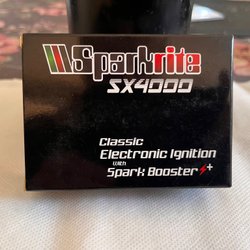 Sparkrite
SX4000
Classic
Electronic Ignition
with
Spark Booster+